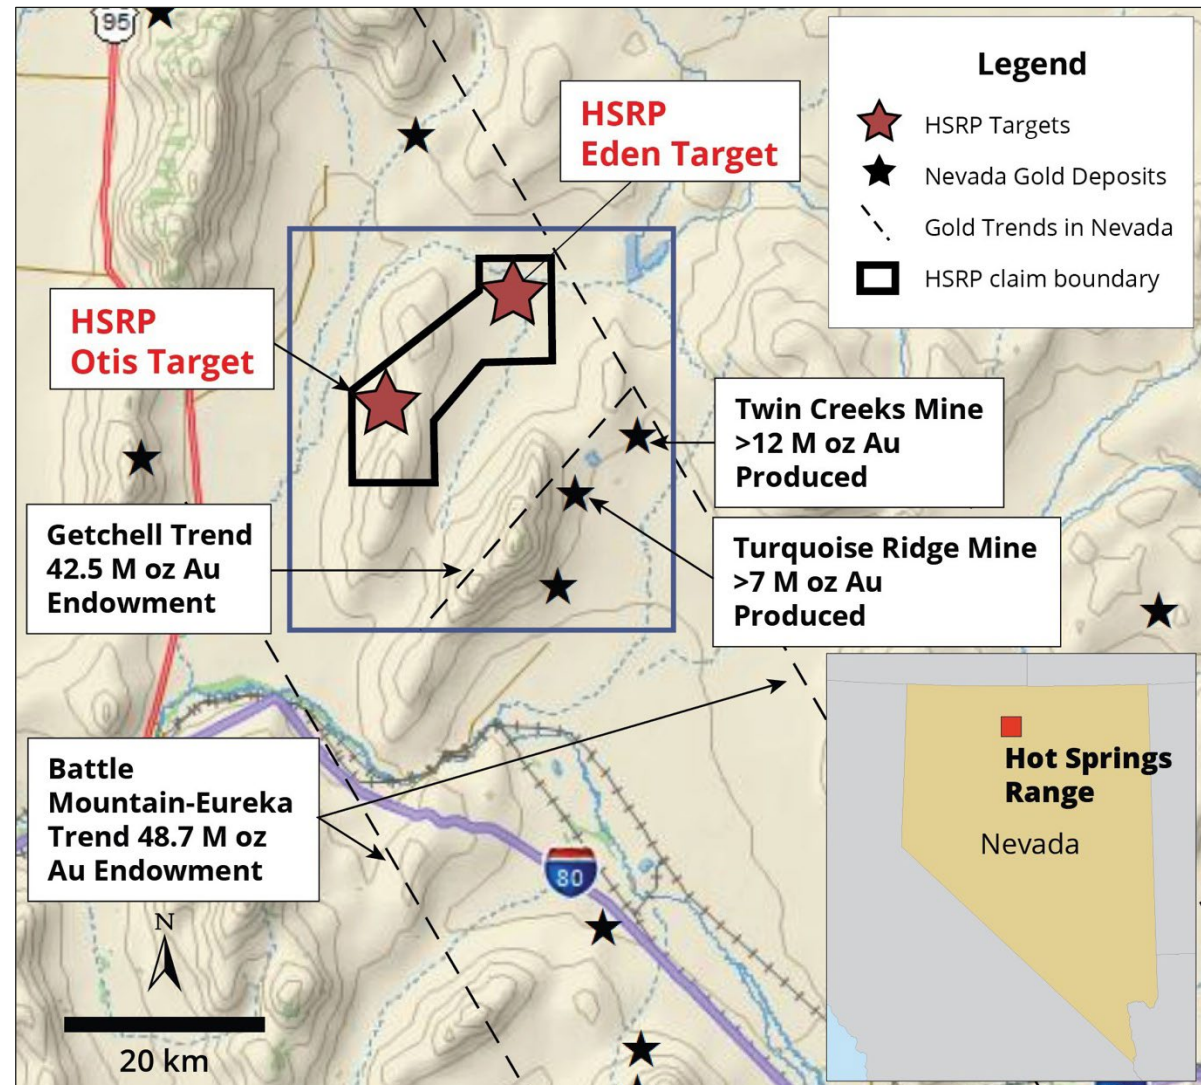 95
HSRP
Eden Target
Legend
HSRP Targets
Nevada Gold Deposits
Gold Trends in Nevada
HSRP claim boundary
HSRP
Otis Target
Twin Creeks Mine
>12 M oz Au
Produced
Getchell Trend
42.5 M oz Au
Endowment
Turquoise Ridge Mine
>7 M oz Au
Produced
Battle
Mountain-Eureka
Trend 48.7 M oz
Au Endowment
80
Hot Springs
Range
Nevada
N
20 km